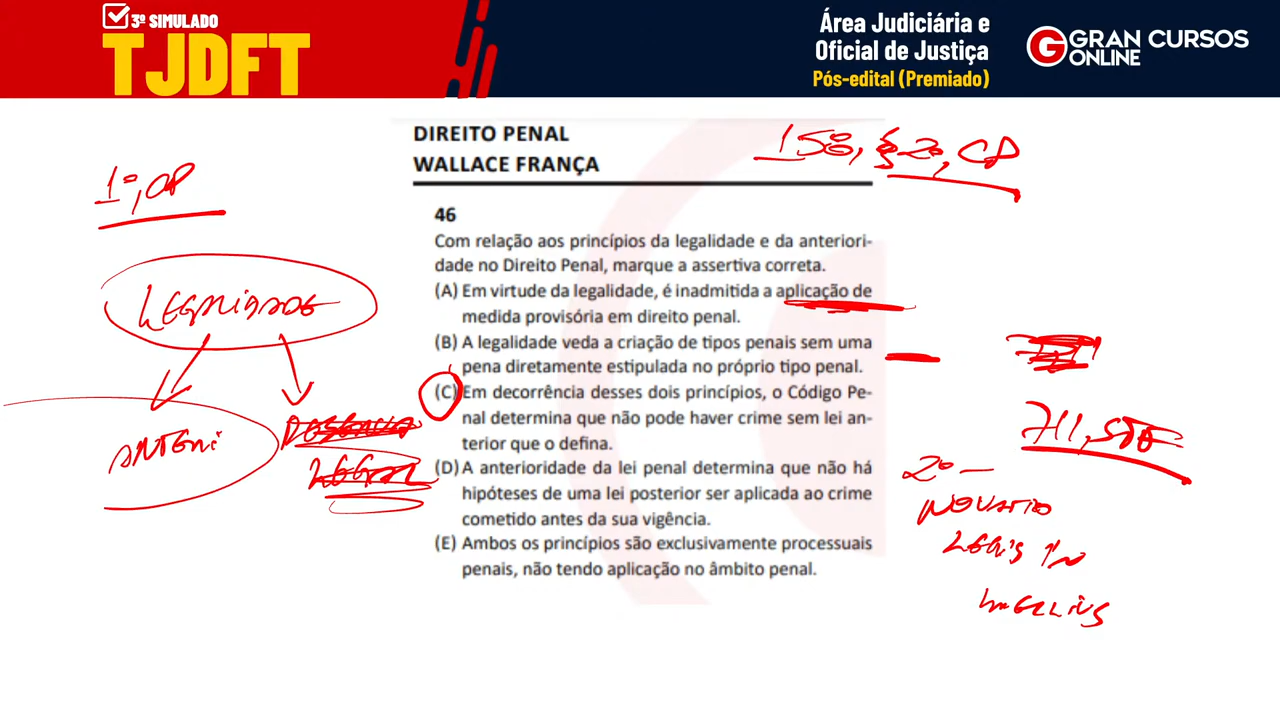 3º SIMULADO
TJDFT
Área Judiciária e
Oficial de Justiça
Pós-edital (Premiado)
GRAN CURSOS
ONLINE
DIREITO PENAL
WALLACE FRANÇA
1º, CP
LEGALIDADE
ANTERI
LEGAL
46
Com relação aos princípios da legalidade e da anteriori-
dade no Direito Penal, marque a assertiva correta.
(A) Em virtude da legalidade, é inadmitida a aplicação de
medida provisória em direito penal.
(B) A legalidade veda a criação de tipos penais sem uma
pena diretamente estipulada no próprio tipo penal.
(C) Em decorrência desses dois princípios, o Código Pe-
nal determina que não pode haver crime sem lei an-
terior que o defina.
(D) A anterioridade da lei penal determina que não há
hipóteses de uma lei posterior ser aplicada ao crime
cometido antes da sua vigência.
(E) Ambos os princípios são exclusivamente processuais
penais, não tendo aplicação no âmbito penal.
711, STF
2º —
NOVATIO
LEGIS IN
MELLIUS